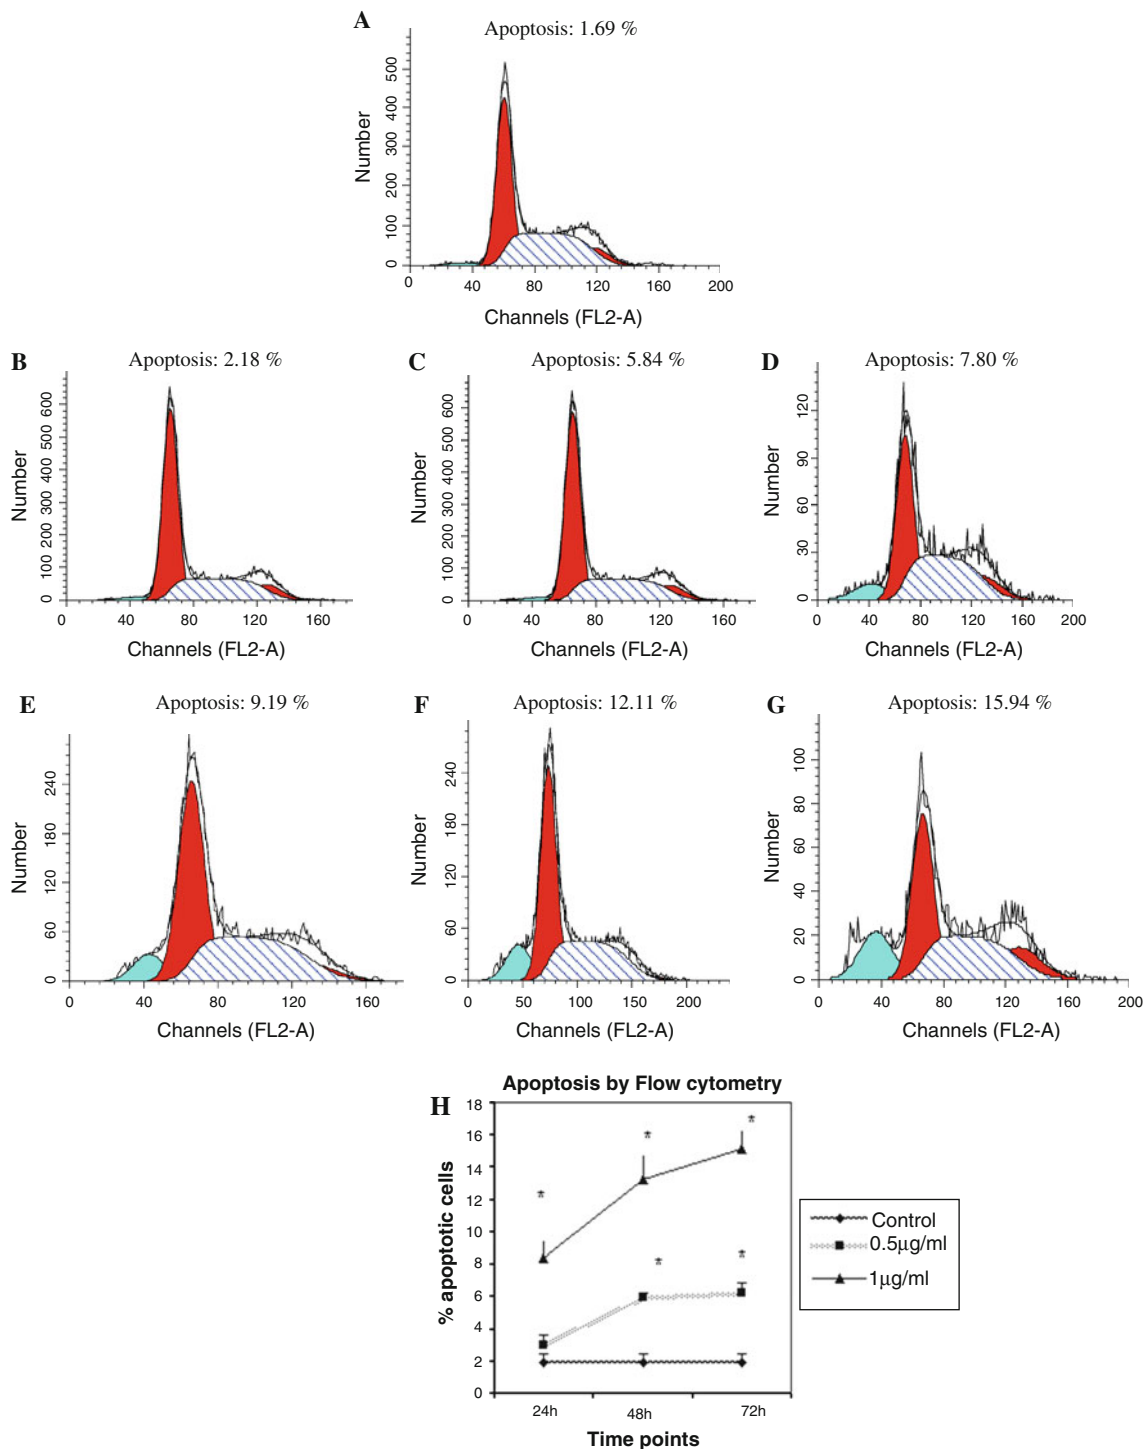 A
Apoptosis: 1.69 %
Number
500
400
300
200
100
0
0 40 80 120 160 200
Channels (FL2-A)
B
Apoptosis: 2.18 %
Number
600
500
400
300
200
100
0
0 40 80 120 160
Channels (FL2-A)
C
Apoptosis: 5.84 %
Number
600
500
400
300
200
100
0
0 40 80 120 160
Channels (FL2-A)
D
Apoptosis: 7.80 %
Number
120
90
60
30
0
0 40 80 120 160 200
Channels (FL2-A)
E
Apoptosis: 9.19 %
Number
240
180
120
60
0
0 40 80 120 160
Channels (FL2-A)
F
Apoptosis: 12.11 %
Number
240
180
120
60
0
0 50 100 150 200
Channels (FL2-A)
G
Apoptosis: 15.94 %
Number
100
80
60
40
20
0
0 40 80 120 160 200
Channels (FL2-A)
H
Apoptosis by Flow cytometry
% apoptotic cells
18
16
14
12
10
8
6
4
2
0
* * *
* *
24h 48h 72h
Time points
Control
0.5µg/ml
1µg/ml